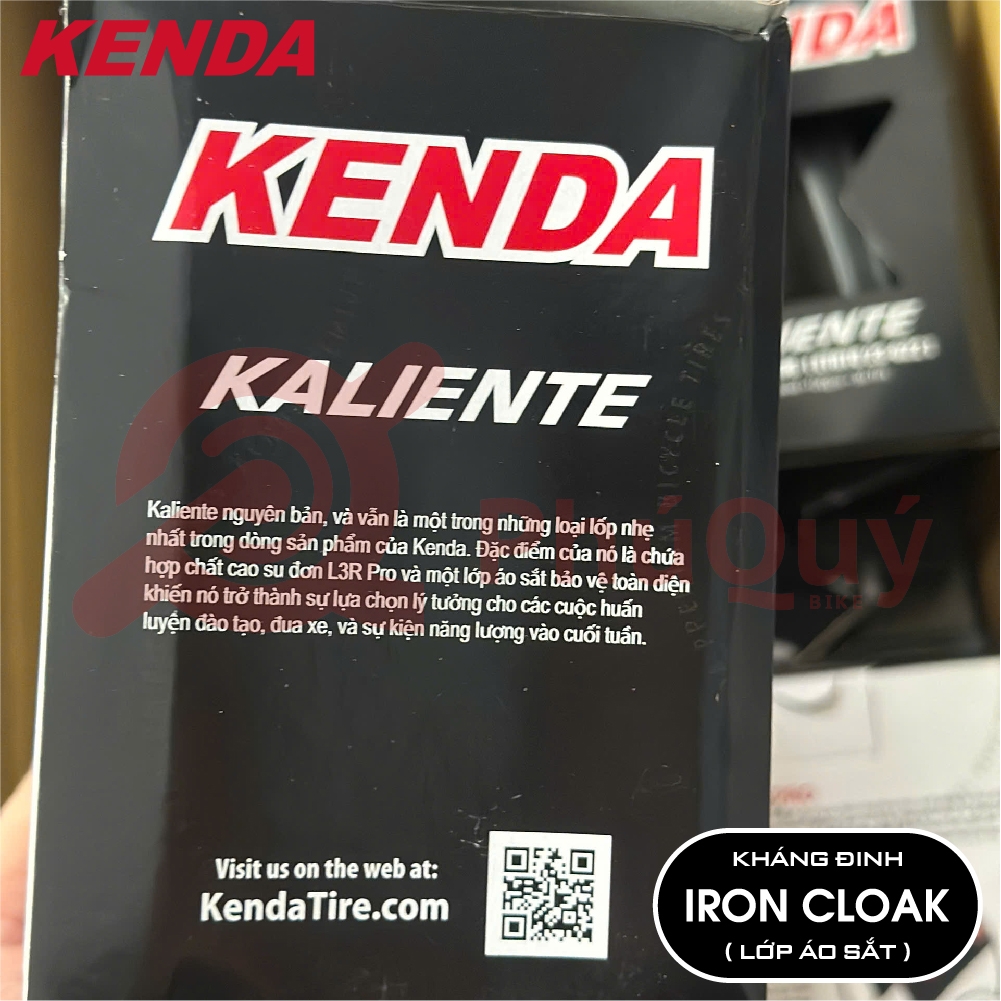 KENDA
KENDA
KALIENTE
Kaliente nguyên bản, và vẫn là một trong những loại lốp nhẹ
nhất trong dòng sản phẩm của Kenda. Đặc điểm của nó là chứa
hợp chất cao su đơn L3R Pro và một lớp áo sắt bảo vệ toàn diện
khiến nó trở thành sự lựa chọn lý tưởng cho các cuộc huấn
luyện đào tạo, đua xe, và sự kiện năng lượng vào cuối tuần.
PhúQuý
BIKE
Visit us on the web at:
KendaTire.com
KHÁNG ĐINH
IRON CLOAK
( LỚP ÁO SẮT )